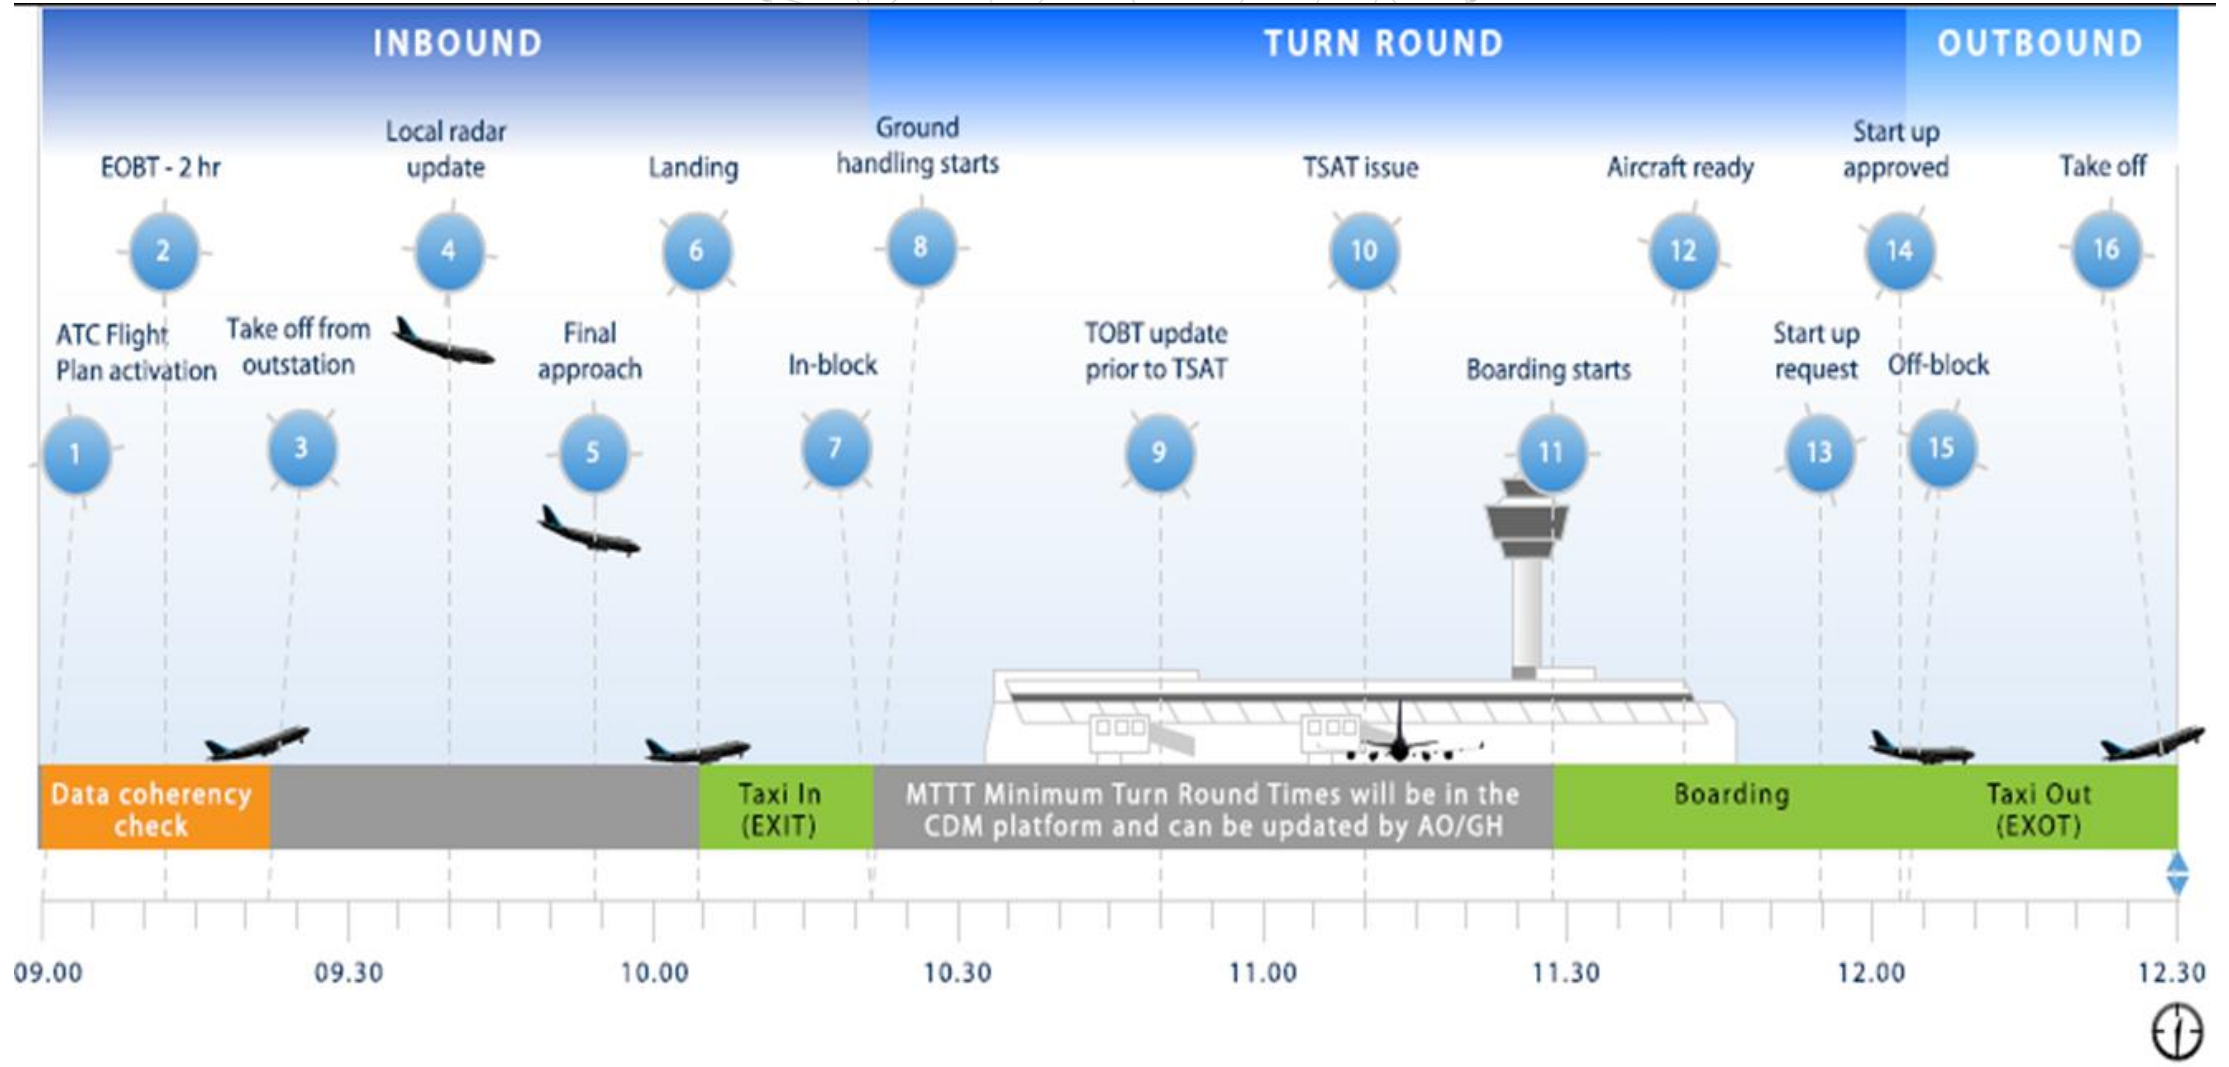 INBOUND
TURN ROUND
OUTBOUND
EOBT - 2 hr
Local radar
update
Landing
Ground
handling starts
TSAT issue
Aircraft ready
Start up
approved
Take off
2
4
6
8
10
12
14
16
ATC Flight
Plan activation
Take off from
outstation
Final
approach
In-block
TOBT update
prior to TSAT
Boarding starts
Start up
request
Off-block
1
3
5
7
9
11
13
15
Data coherency
check
Taxi In
(EXIT)
MTTT Minimum Turn Round Times will be in the
CDM platform and can be updated by AO/GH
Boarding
Taxi Out
(EXOT)
09.00
09.30
10.00
10.30
11.00
11.30
12.00
12.30